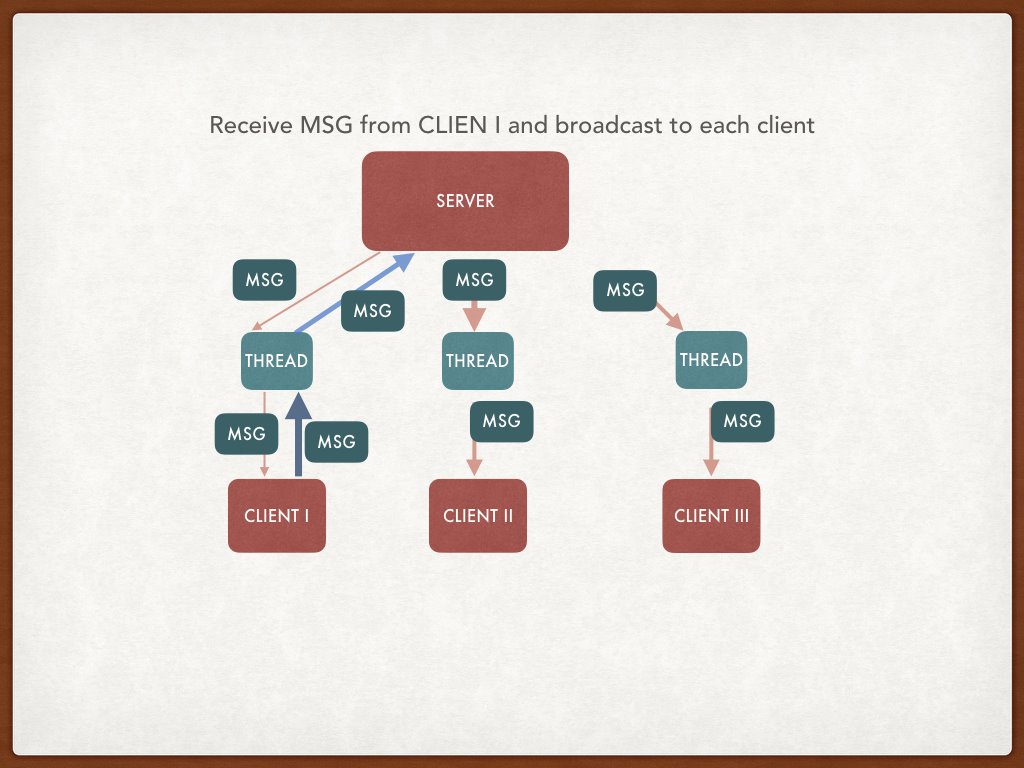 Receive MSG from CLIEN I and broadcast to each client
SERVER
MSG
MSG
MSG
MSG
THREAD
THREAD
THREAD
MSG
MSG
MSG
MSG
CLIENT I
CLIENT II
CLIENT III